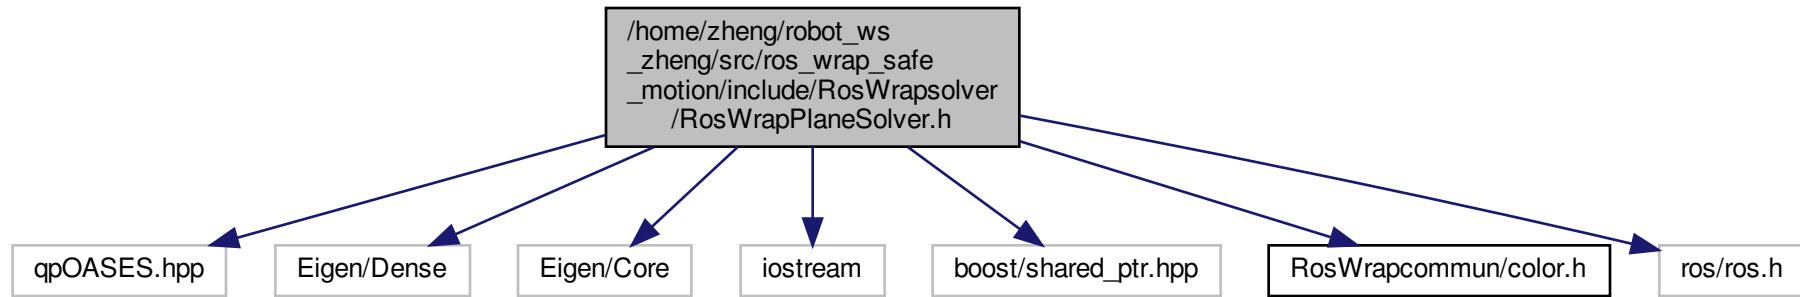 /home/zheng/robot_ws
_zheng/src/ros_wrap_safe
_motion/include/RosWrapsolver
/RosWrapPlaneSolver.h
qpOASES.hpp
Eigen/Dense
Eigen/Core
iostream
boost/shared_ptr.hpp
RosWrapcommun/color.h
ros/ros.h